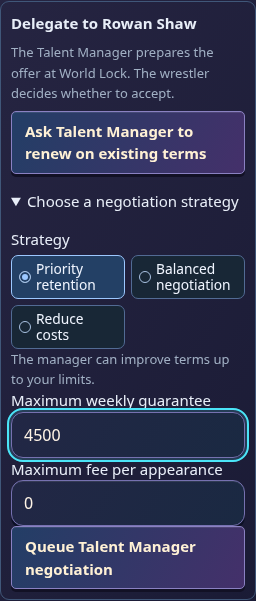 Delegate to Rowan Shaw
The Talent Manager prepares the
offer at World Lock. The wrestler
decides whether to accept.
Ask Talent Manager to
renew on existing terms
▼ Choose a negotiation strategy
Strategy
Priority
retention
Balanced
negotiation
Reduce
costs
The manager can improve terms up
to your limits.
Maximum weekly guarantee
4500
Maximum fee per appearance
0
Queue Talent Manager
negotiation